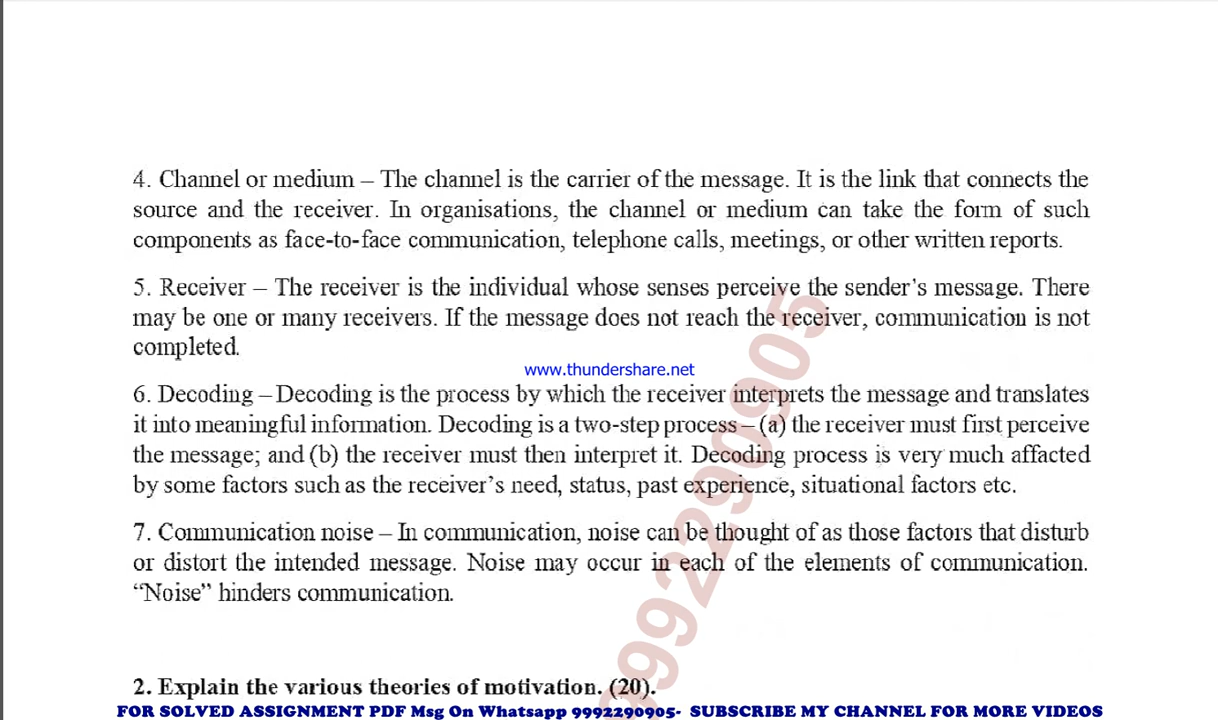 4. Channel or medium – The channel is the carrier of the message. It is the link that connects the
source and the receiver. In organisations, the channel or medium can take the form of such
components as face-to-face communication, telephone calls, meetings, or other written reports.
5. Receiver – The receiver is the individual whose senses perceive the sender's message. There
may be one or many receivers. If the message does not reach the receiver, communication is not
completed.
www.thundershare.net
6. Decoding – Decoding is the process by which the receiver interprets the message and translates
it into meaningful information. Decoding is a two-step process – (a) the receiver must first perceive
the message; and (b) the receiver must then interpret it. Decoding process is very much affacted
by some factors such as the receiver's need, status, past experience, situational factors etc.
7. Communication noise – In communication, noise can be thought of as those factors that disturb
or distort the intended message. Noise may occur in each of the elements of communication.
“Noise” hinders communication.
9992290905
2. Explain the various theories of motivation. (20).
FOR SOLVED ASSIGNMENT PDF Msg On Whatsapp 9992290905- SUBSCRIBE MY CHANNEL FOR MORE VIDEOS